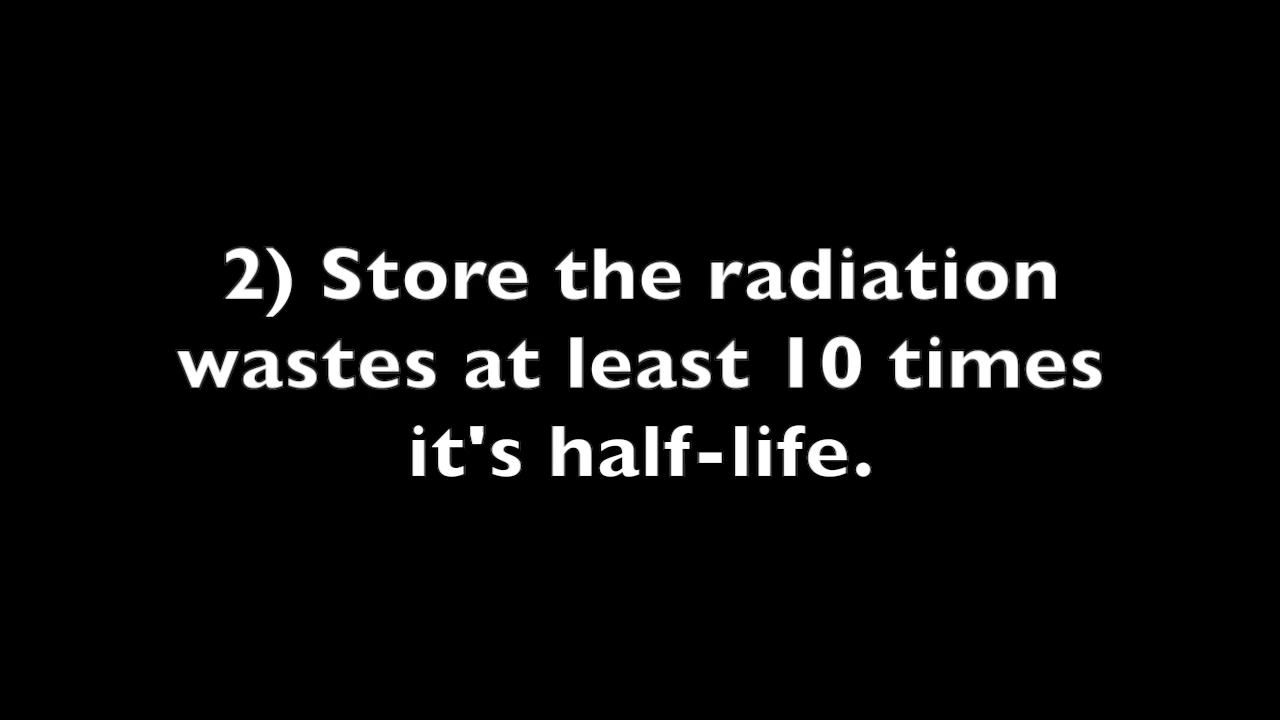 2) Store the radiation
wastes at least 10 times
it's half-life.